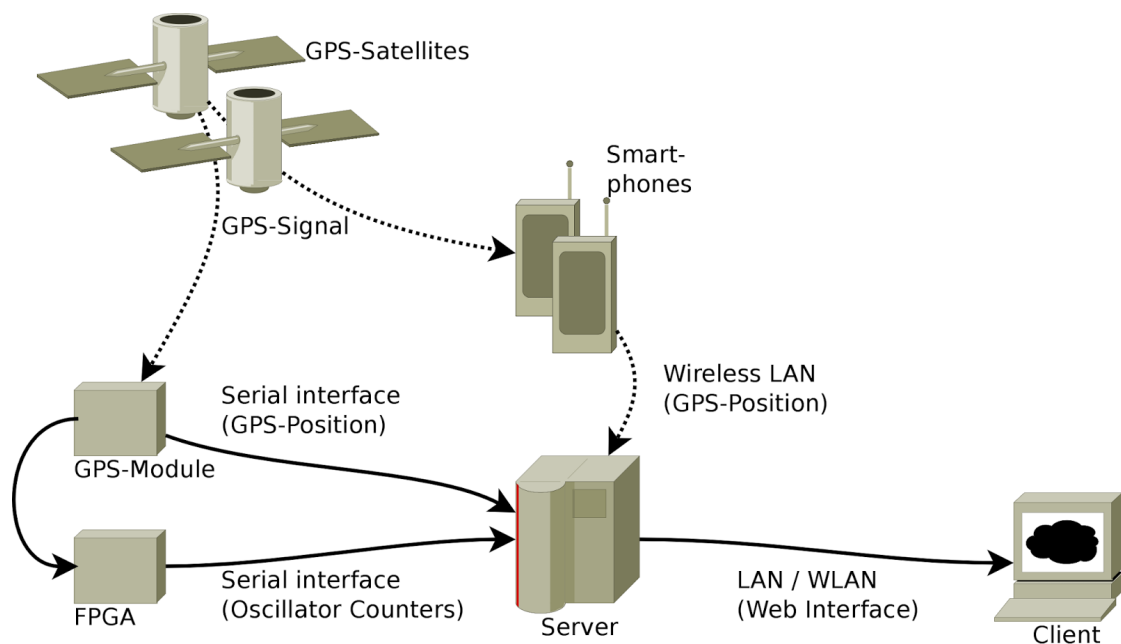 GPS-Satellites
Smart-
phones
GPS-Signal
Wireless LAN
(GPS-Position)
Serial interface
(GPS-Position)
GPS-Module
Serial interface
(Oscillator Counters)
FPGA
Server
LAN / WLAN
(Web Interface)
Client